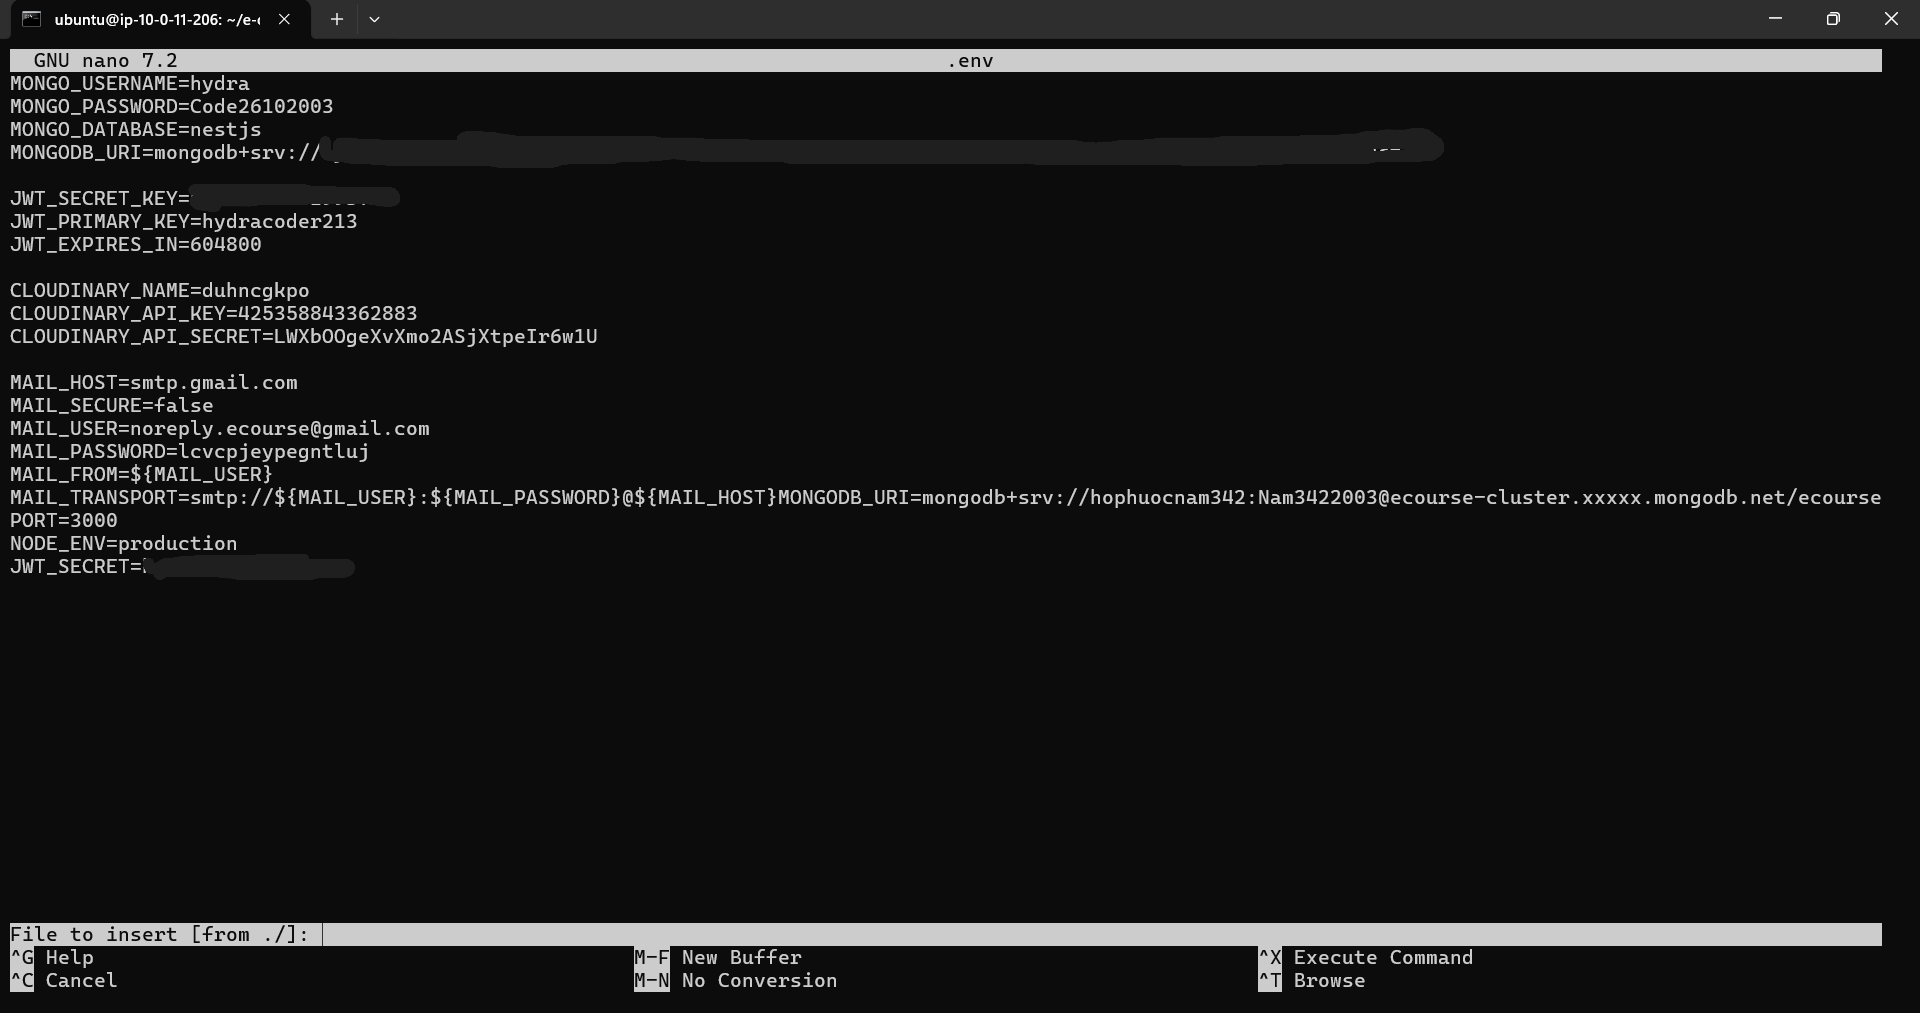 ubuntu@ip-10-0-11-206: ~/e-
GNU nano 7.2 .env
MONGO_USERNAME=hydra
MONGO_PASSWORD=Code26102003
MONGO_DATABASE=nestjs
MONGODB_URI=mongodb+srv://
JWT_SECRET_KEY=
JWT_PRIMARY_KEY=hydracoder213
JWT_EXPIRES_IN=604800
CLOUDINARY_NAME=duhncgkpo
CLOUDINARY_API_KEY=425358843362883
CLOUDINARY_API_SECRET=LWXbOOgeXvXmo2ASjXtpeIr6w1U
MAIL_HOST=smtp.gmail.com
MAIL_SECURE=false
MAIL_USER=noreply.ecourse@gmail.com
MAIL_PASSWORD=lcvcpjeypegntluj
MAIL_FROM=${MAIL_USER}
MAIL_TRANSPORT=smtp://${MAIL_USER}:${MAIL_PASSWORD}@${MAIL_HOST}MONGODB_URI=mongodb+srv://hophuocnam342:Nam3422003@ecourse-cluster.xxxxx.mongodb.net/ecourse
PORT=3000
NODE_ENV=production
JWT_SECRET=
File to insert [from ./]:
^G Help M-F New Buffer ^X Execute Command
^C Cancel M-N No Conversion ^T Browse